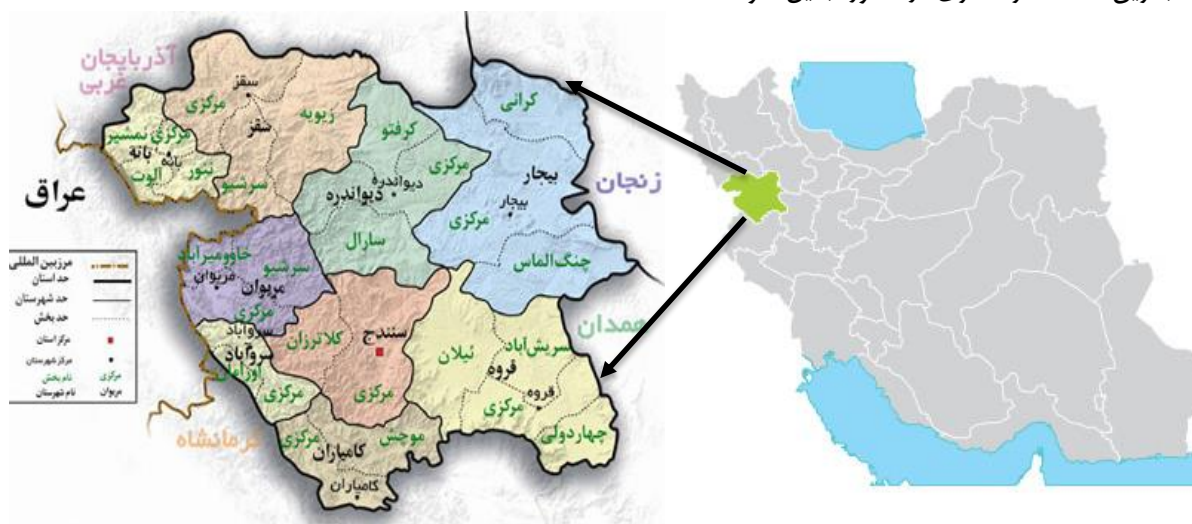 آذربایجان
غربی
زنجان
همدان
کرمانشاه
عراق
سقز
مرکزی
سقز
زیویه
سرشیو
مرکزی
نمشیر
بانه
بانه
آلوت
ننور
کرفتو
مرکزی
دیواندره
دیواندره
سارال
کرانی
بیجار
بیجار
مرکزی
چنگ الماس
خاوومیرآباد
سرشیو
مریوان
مریوان
مرکزی
سروآباد
سروآباد
اورامان
مرکزی
سنندج
کلاترزان
مرکزی
سریش‌آباد
ئیلان
قروه
قروه
مرکزی
چهاردولی
موچش
مرکزی
کامیاران
کامیاران
مرزبین المللی
حد استان
حد شهرستان
حد بخش
مرکز استان
مرکز شهرستان
نام بخش
مرکزی
نام شهرستان
مریوان